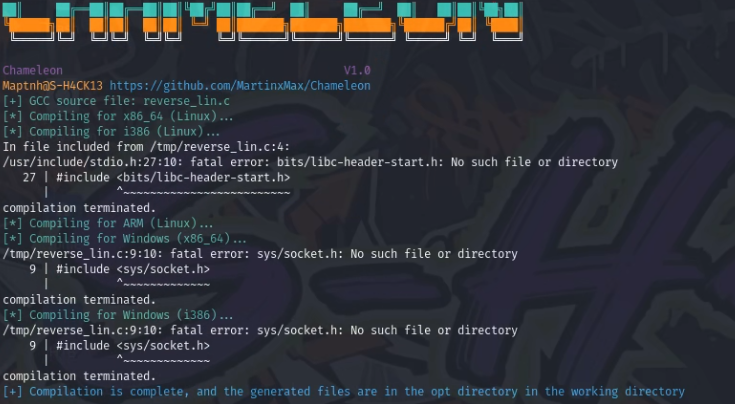 Chameleon V1.0
Maptnh@S-H4CK13 https://github.com/MartinxMax/Chameleon
[+] GCC source file: reverse_lin.c
[*] Compiling for x86_64 (Linux)...
[*] Compiling for i386 (Linux)...
In file included from /tmp/reverse_lin.c:4:
/usr/include/stdio.h:27:10: fatal error: bits/libc-header-start.h: No such file or directory
27 | #include <bits/libc-header-start.h>
| ^~~~~~~~~~~~~~~~~~~~~~~~~~
compilation terminated.
[*] Compiling for ARM (Linux)...
[*] Compiling for Windows (x86_64)...
/tmp/reverse_lin.c:9:10: fatal error: sys/socket.h: No such file or directory
9 | #include <sys/socket.h>
| ^~~~~~~~~~~~~~
compilation terminated.
[*] Compiling for Windows (i386)...
/tmp/reverse_lin.c:9:10: fatal error: sys/socket.h: No such file or directory
9 | #include <sys/socket.h>
| ^~~~~~~~~~~~~~
compilation terminated.
[+] Compilation is complete, and the generated files are in the opt directory in the working directory